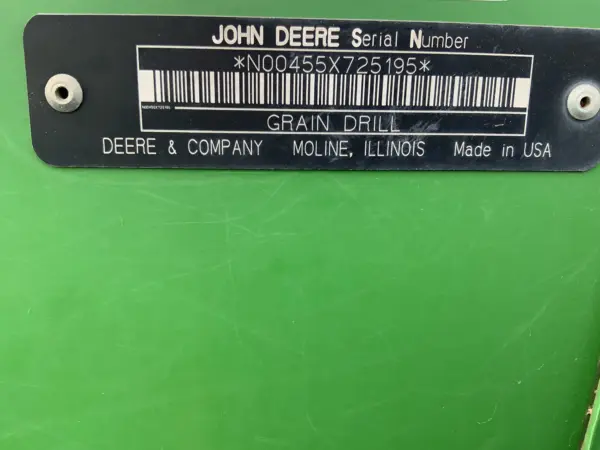 JOHN DEERE Serial Number
*N00455X725195*
GRAIN DRILL
DEERE & COMPANY MOLINE, ILLINOIS Made in USA